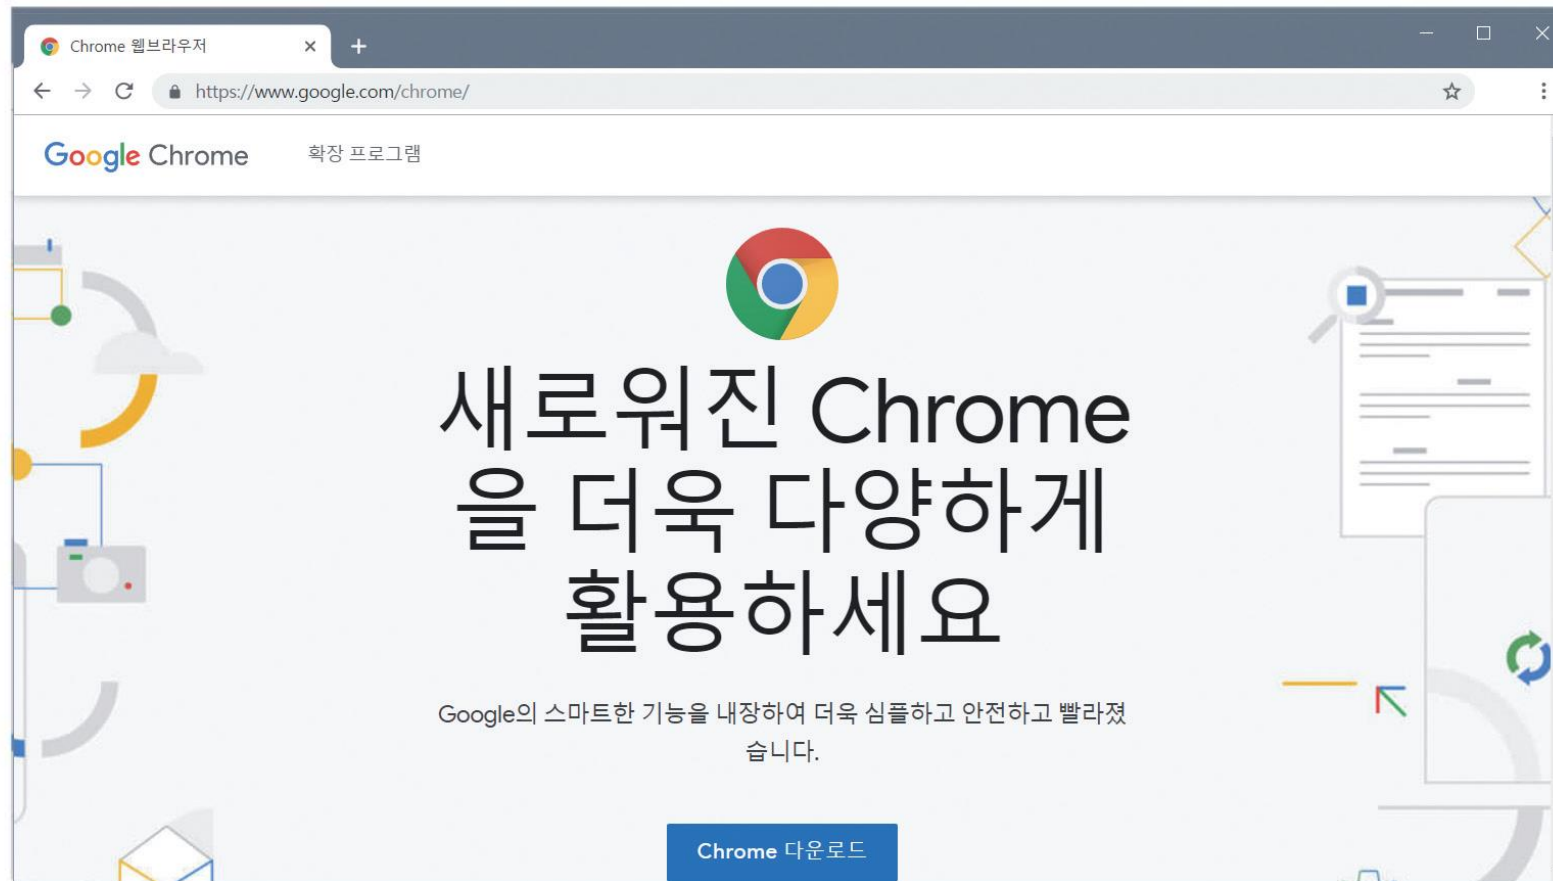 Chrome 웹브라우저
https://www.google.com/chrome/
Google Chrome 확장 프로그램
새로워진 Chrome
을 더욱 다양하게
활용하세요
Google의 스마트한 기능을 내장하여 더욱 심플하고 안전하고 빨라졌
습니다.
Chrome 다운로드